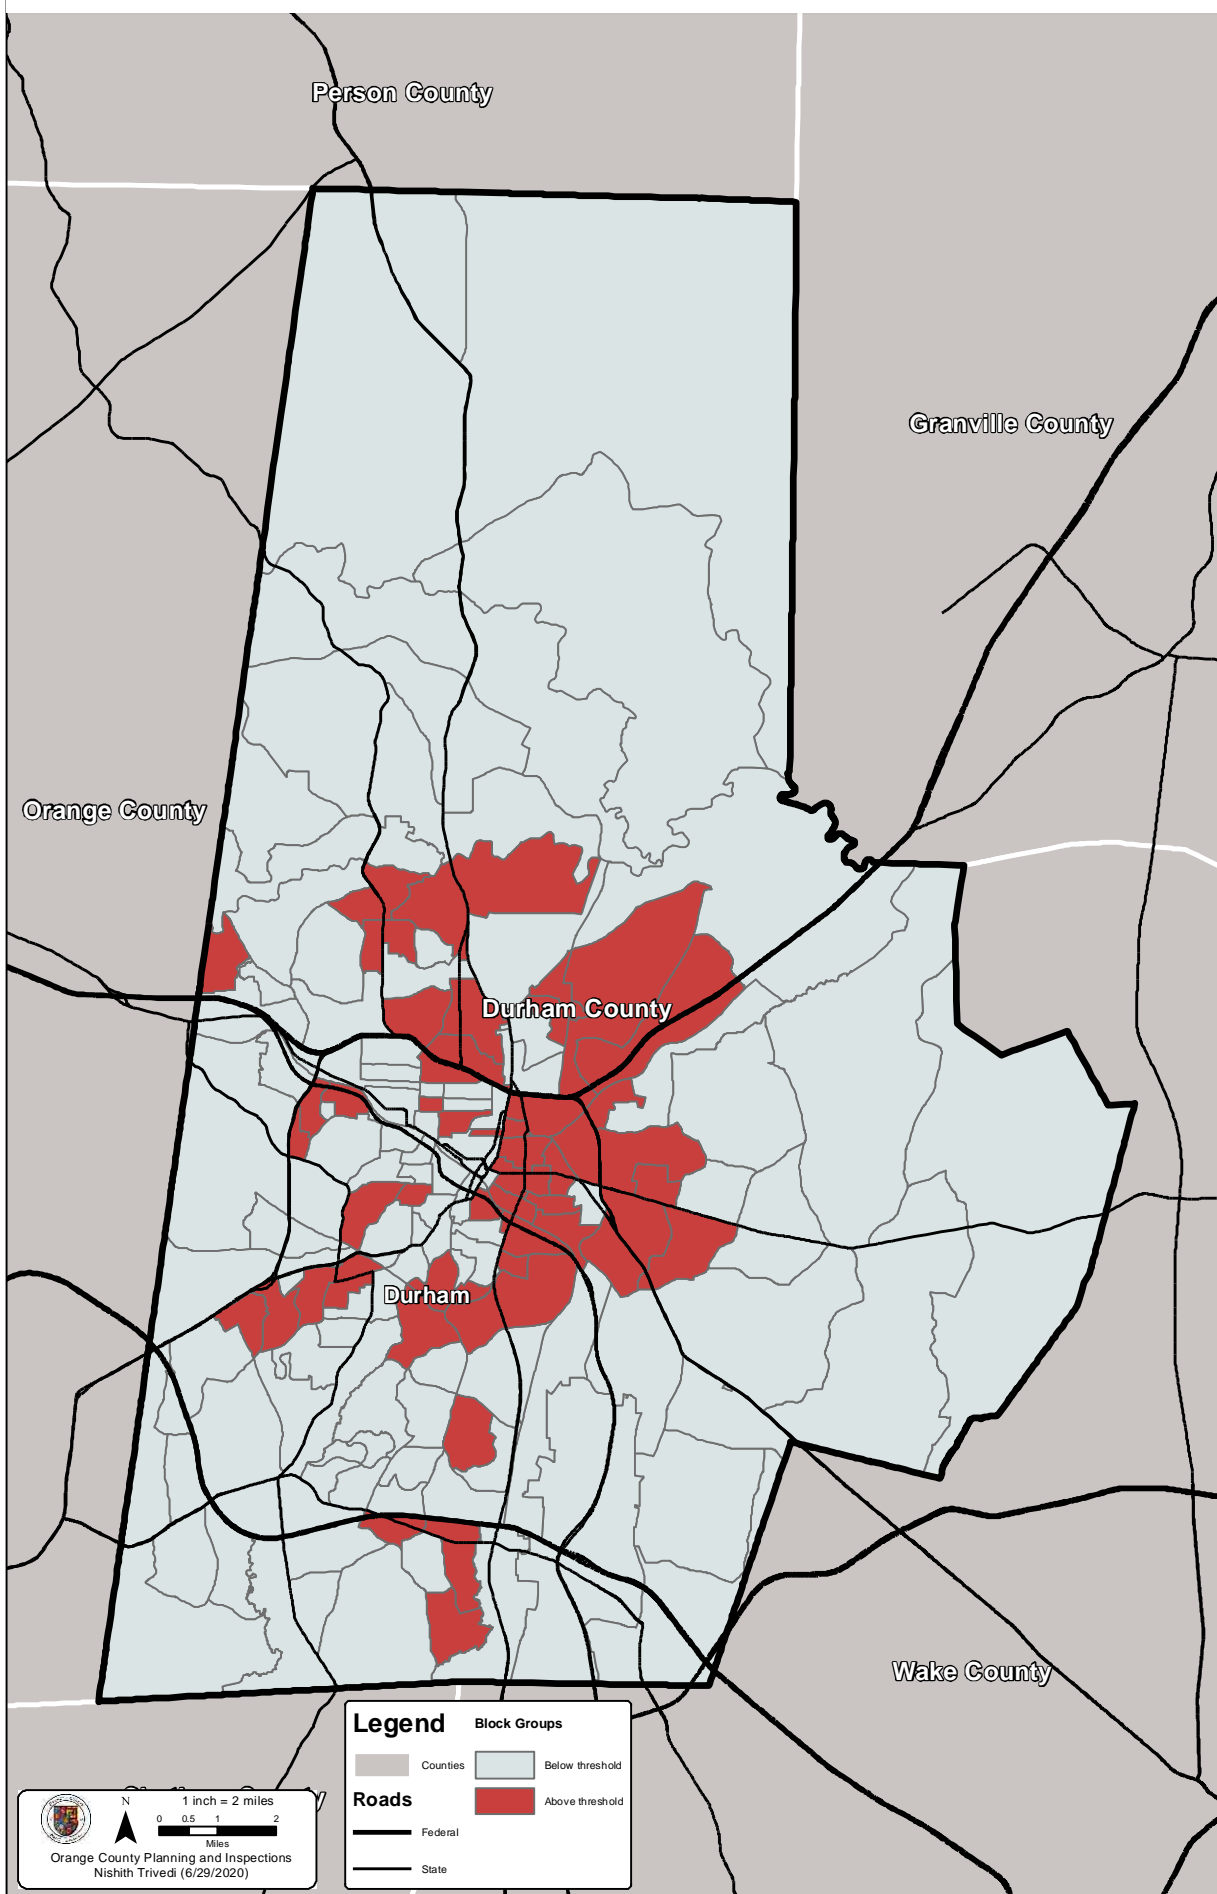 Person County
Granville County
Orange County
Durham County
Durham
Wake County
Legend
Block Groups
Counties
Below threshold
Roads
Above threshold
Federal
State
N
1 inch = 2 miles
0 0.5 1 2
Miles
Orange County Planning and Inspections
Nishith Trivedi (6/29/2020)